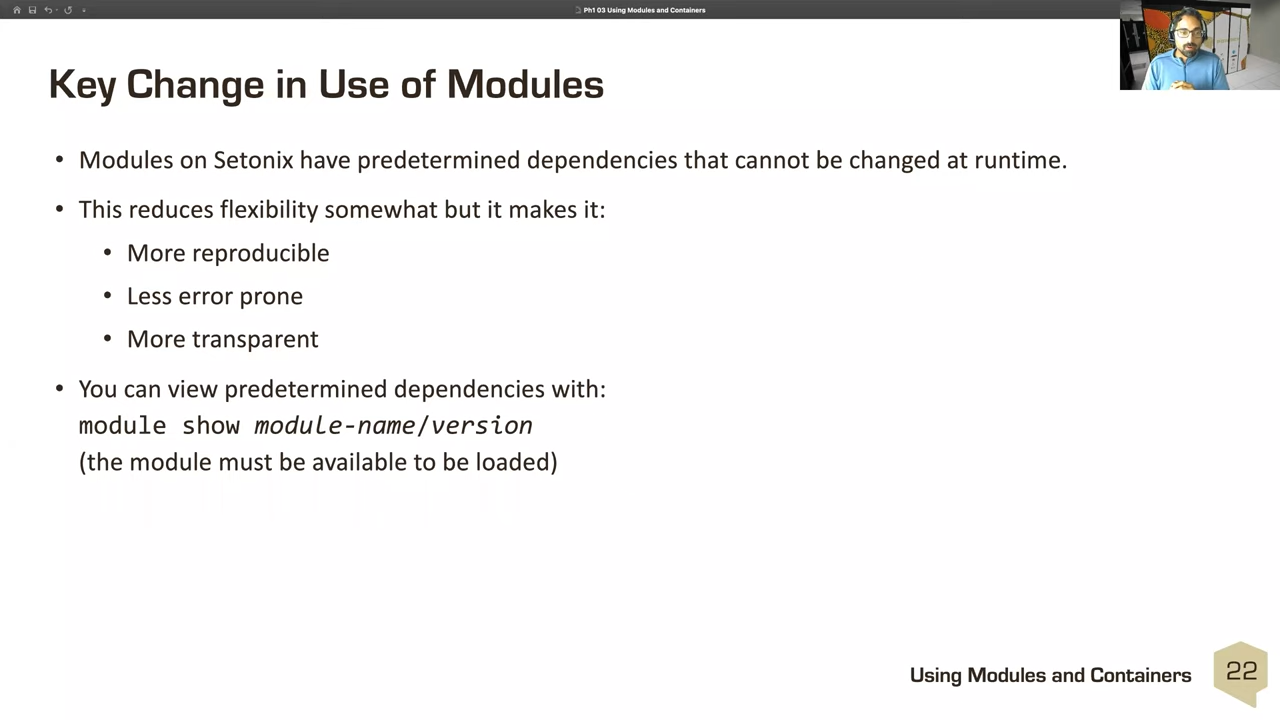 Ph1 03 Using Modules and Containers
Key Change in Use of Modules
• Modules on Setonix have predetermined dependencies that cannot be changed at runtime.
• This reduces flexibility somewhat but it makes it:
• More reproducible
• Less error prone
• More transparent
• You can view predetermined dependencies with:
module show module-name/version
(the module must be available to be loaded)
Using Modules and Containers
22